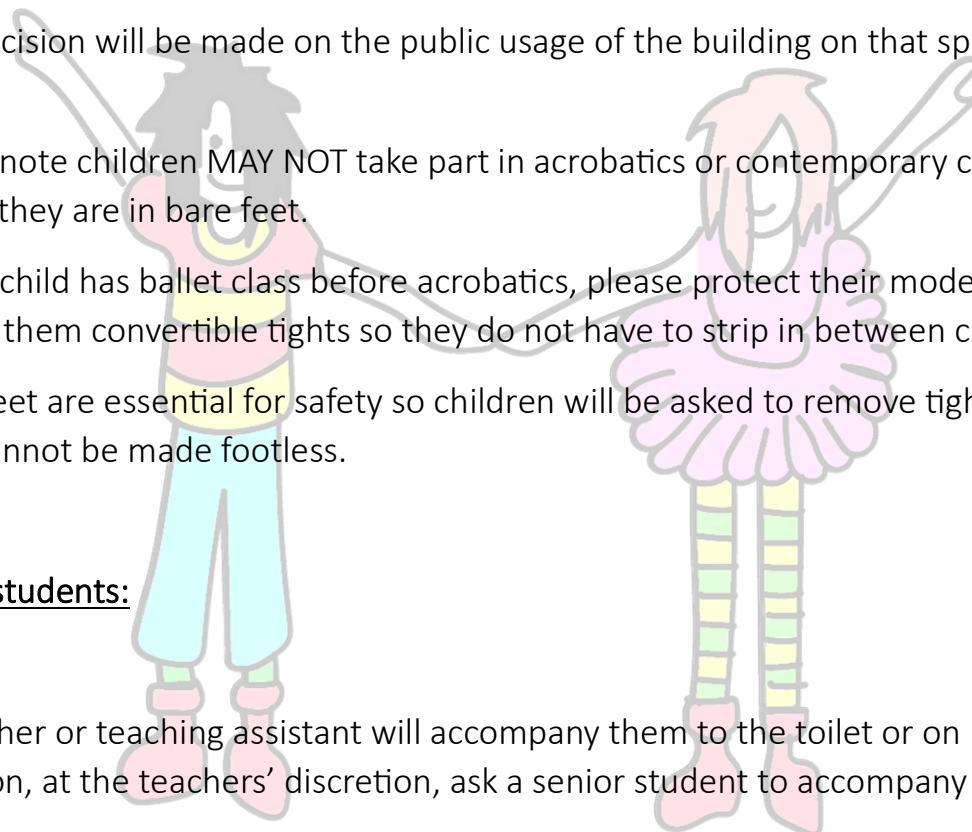 cision will be made on the public usage of the building on that sp
note children MAY NOT take part in acrobatics or contemporary c
they are in bare feet.
child has ballet class before acrobatics, please protect their mode
them convertible tights so they do not have to strip in between c
eet are essential for safety so children will be asked to remove tigh
nnot be made footless.
students:
her or teaching assistant will accompany them to the toilet or on
on, at the teachers’ discretion, ask a senior student to accompany